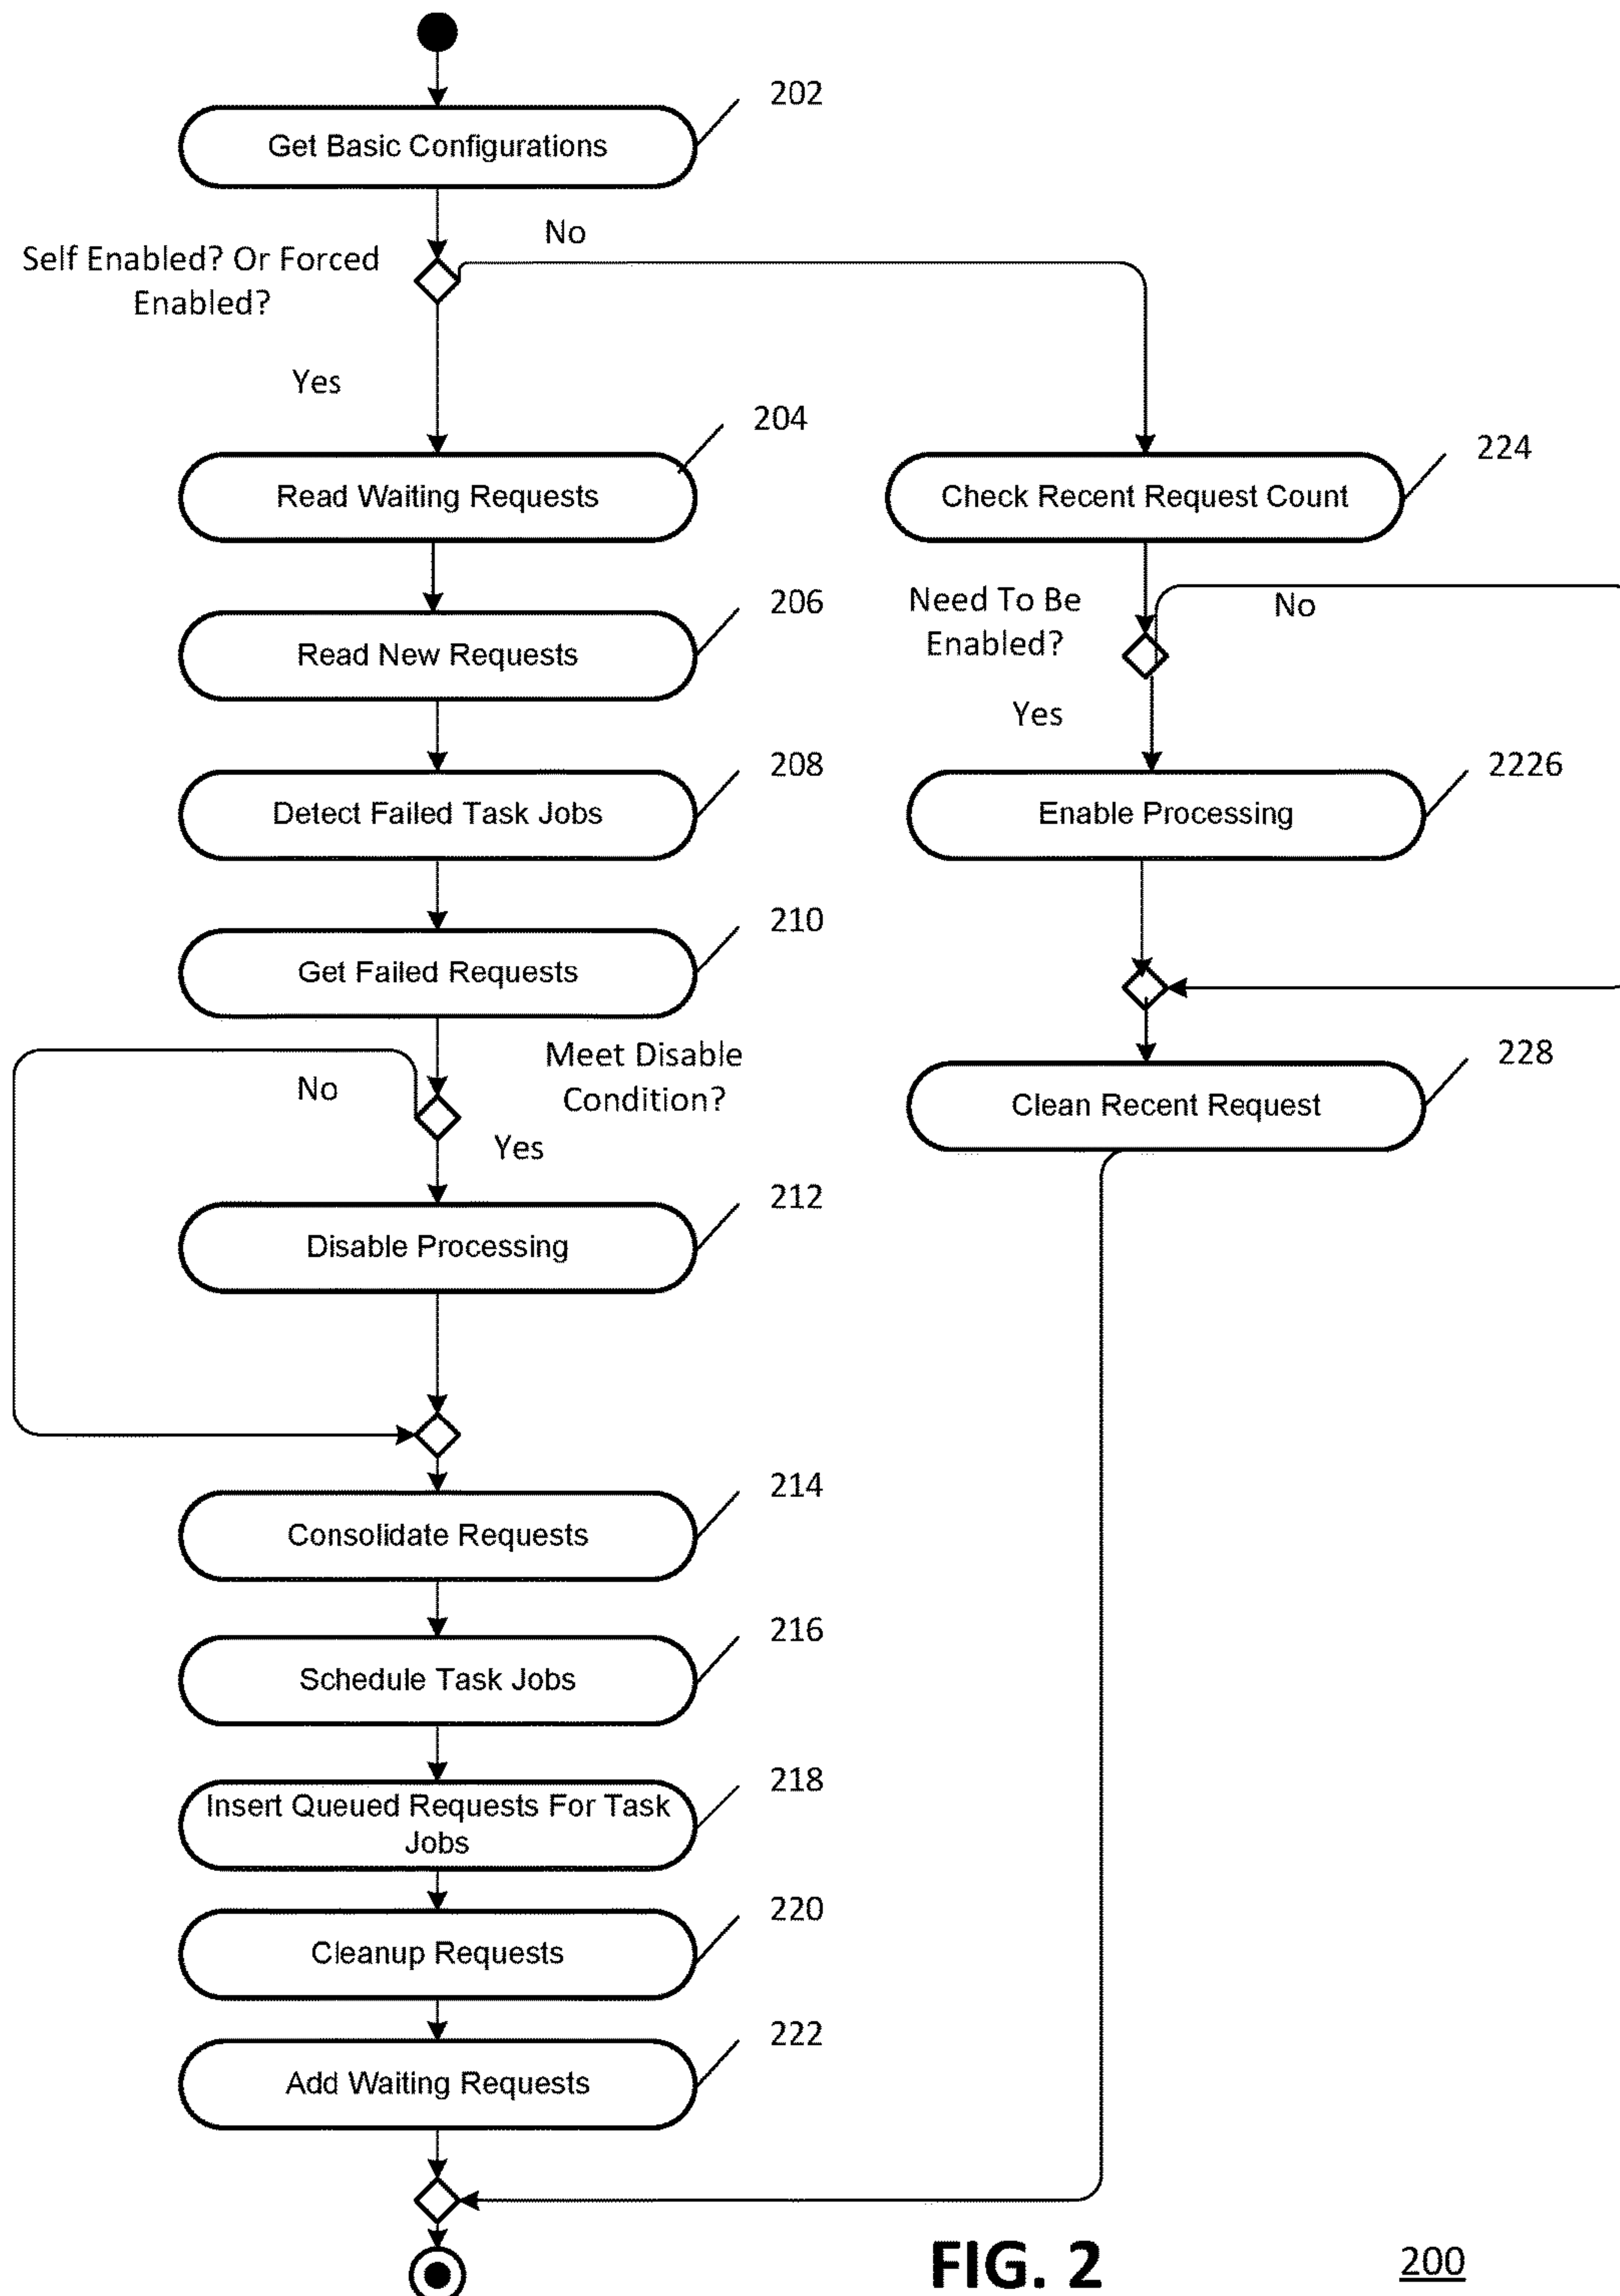 202
Get Basic Configurations
No
Self Enabled? Or Forced
Enabled?
Yes
204
Read Waiting Requests
224
Check Recent Request Count
206
Read New Requests
Need To Be
Enabled?
No
Yes
208
Detect Failed Task Jobs
2226
Enable Processing
210
Get Failed Requests
Meet Disable
Condition?
No
Yes
228
Clean Recent Request
212
Disable Processing
214
Consolidate Requests
216
Schedule Task Jobs
218
Insert Queued Requests For Task
Jobs
220
Cleanup Requests
222
Add Waiting Requests
FIG. 2
200